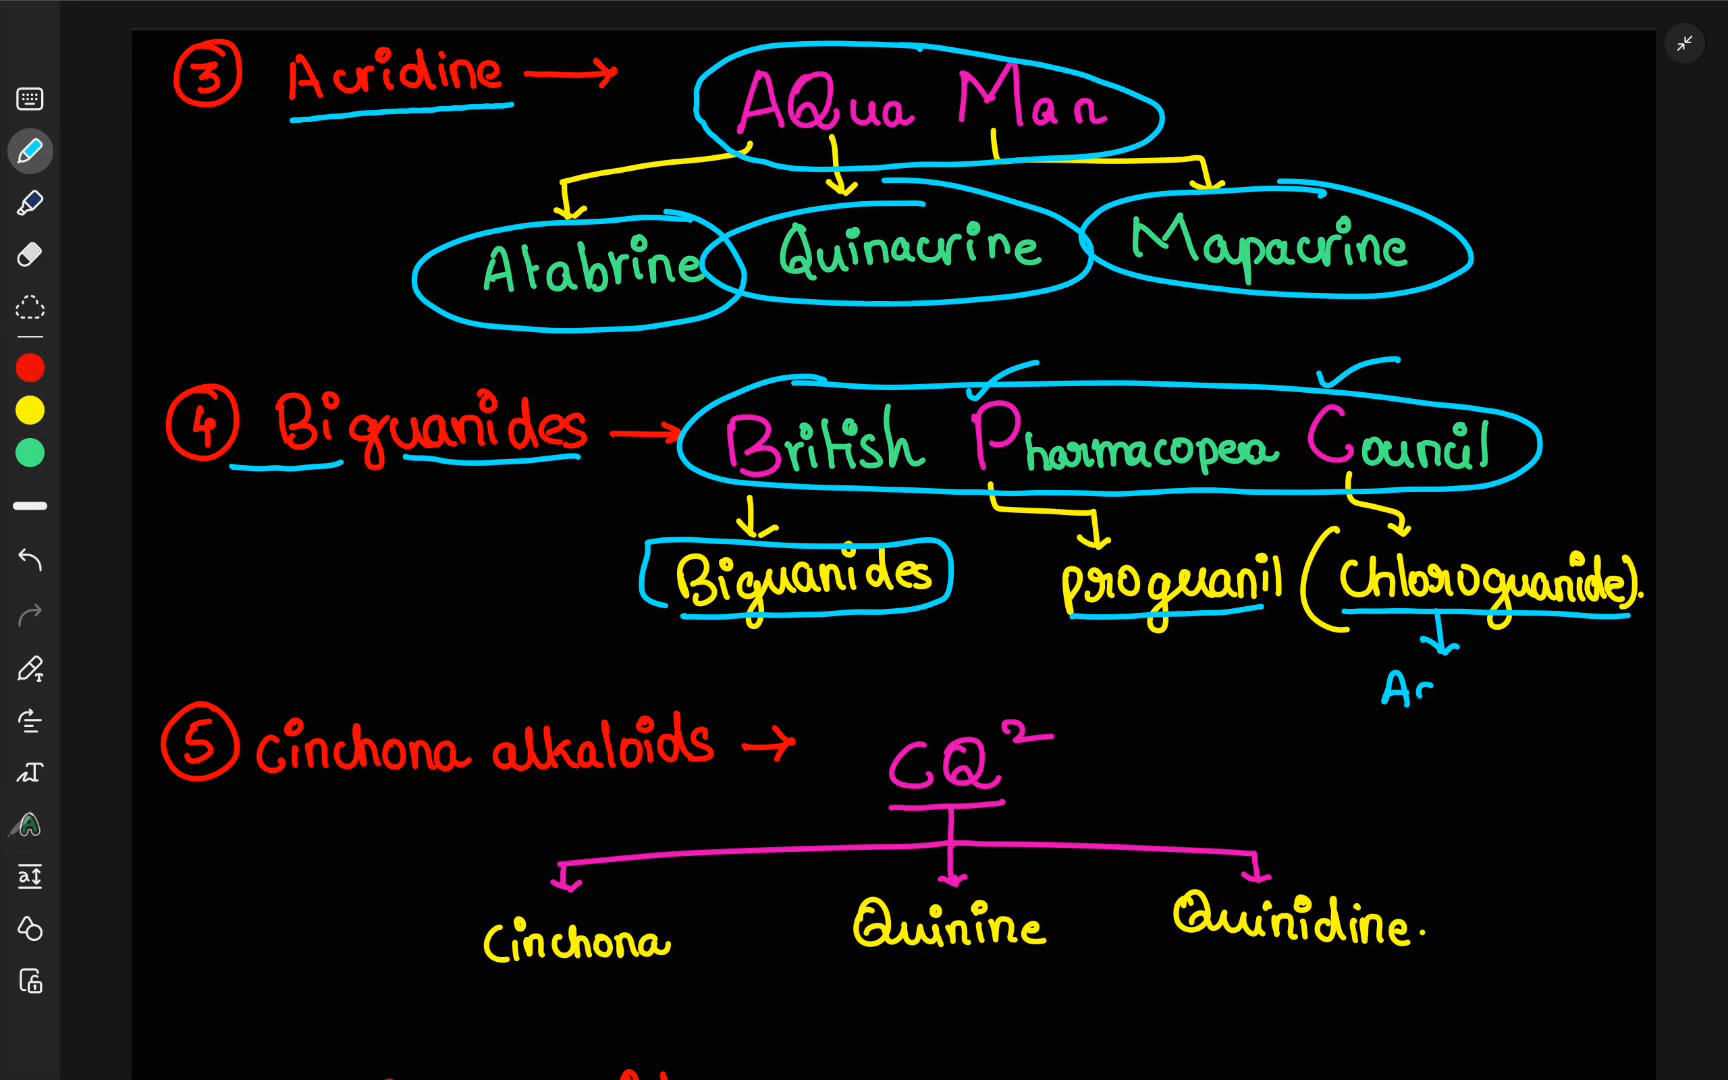 ③ Acridine → AQua Man
Atabrine Quinacrine Mapacrine
④ Biguanides → British Pharmacopera Council
Biguanides proguanil (Chloroguanide).
Ar
⑤ Cinchona alkaloids → CQ²
Cinchona Quinine Quinidine.